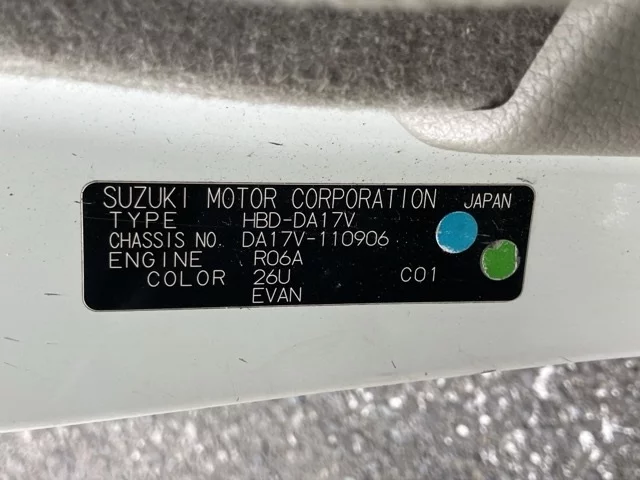 SUZUKI MOTOR CORPORATION JAPAN
TYPE HBD-DA17V
CHASSIS NO. DA17V-110906
ENGINE R06A
COLOR 26U C01
EVAN